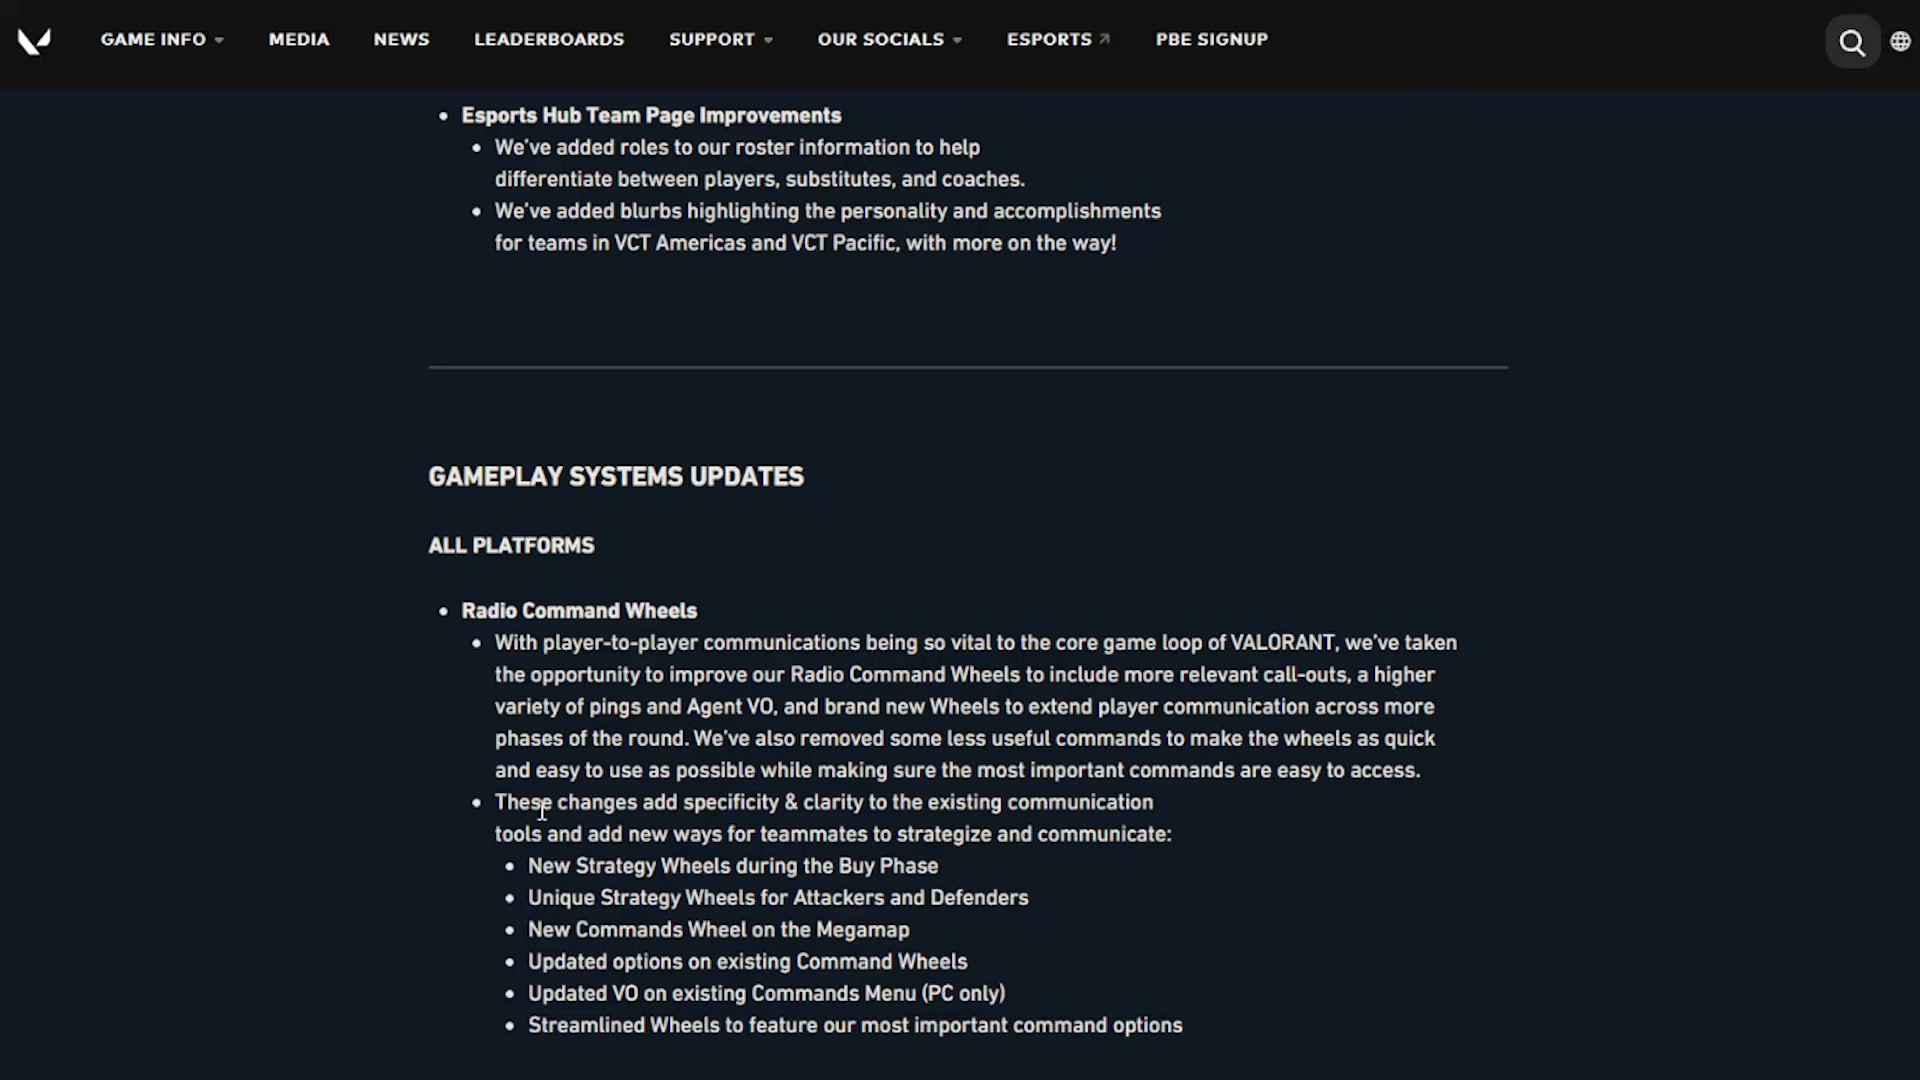 GAME INFO
MEDIA
NEWS
LEADERBOARDS
SUPPORT
OUR SOCIALS
ESPORTS
PBE SIGNUP
Esports Hub Team Page Improvements
We've added roles to our roster information to help
differentiate between players, substitutes, and coaches.
We've added blurbs highlighting the personality and accomplishments
for teams in VCT Americas and VCT Pacific, with more on the way!
GAMEPLAY SYSTEMS UPDATES
ALL PLATFORMS
Radio Command Wheels
With player-to-player communications being so vital to the core game loop of VALORANT, we've taken
the opportunity to improve our Radio Command Wheels to include more relevant call-outs, a higher
variety of pings and Agent VO, and brand new Wheels to extend player communication across more
phases of the round. We've also removed some less useful commands to make the wheels as quick
and easy to use as possible while making sure the most important commands are easy to access.
These changes add specificity & clarity to the existing communication
tools and add new ways for teammates to strategize and communicate:
New Strategy Wheels during the Buy Phase
Unique Strategy Wheels for Attackers and Defenders
New Commands Wheel on the Megamap
Updated options on existing Command Wheels
Updated VO on existing Commands Menu (PC only)
Streamlined Wheels to feature our most important command options